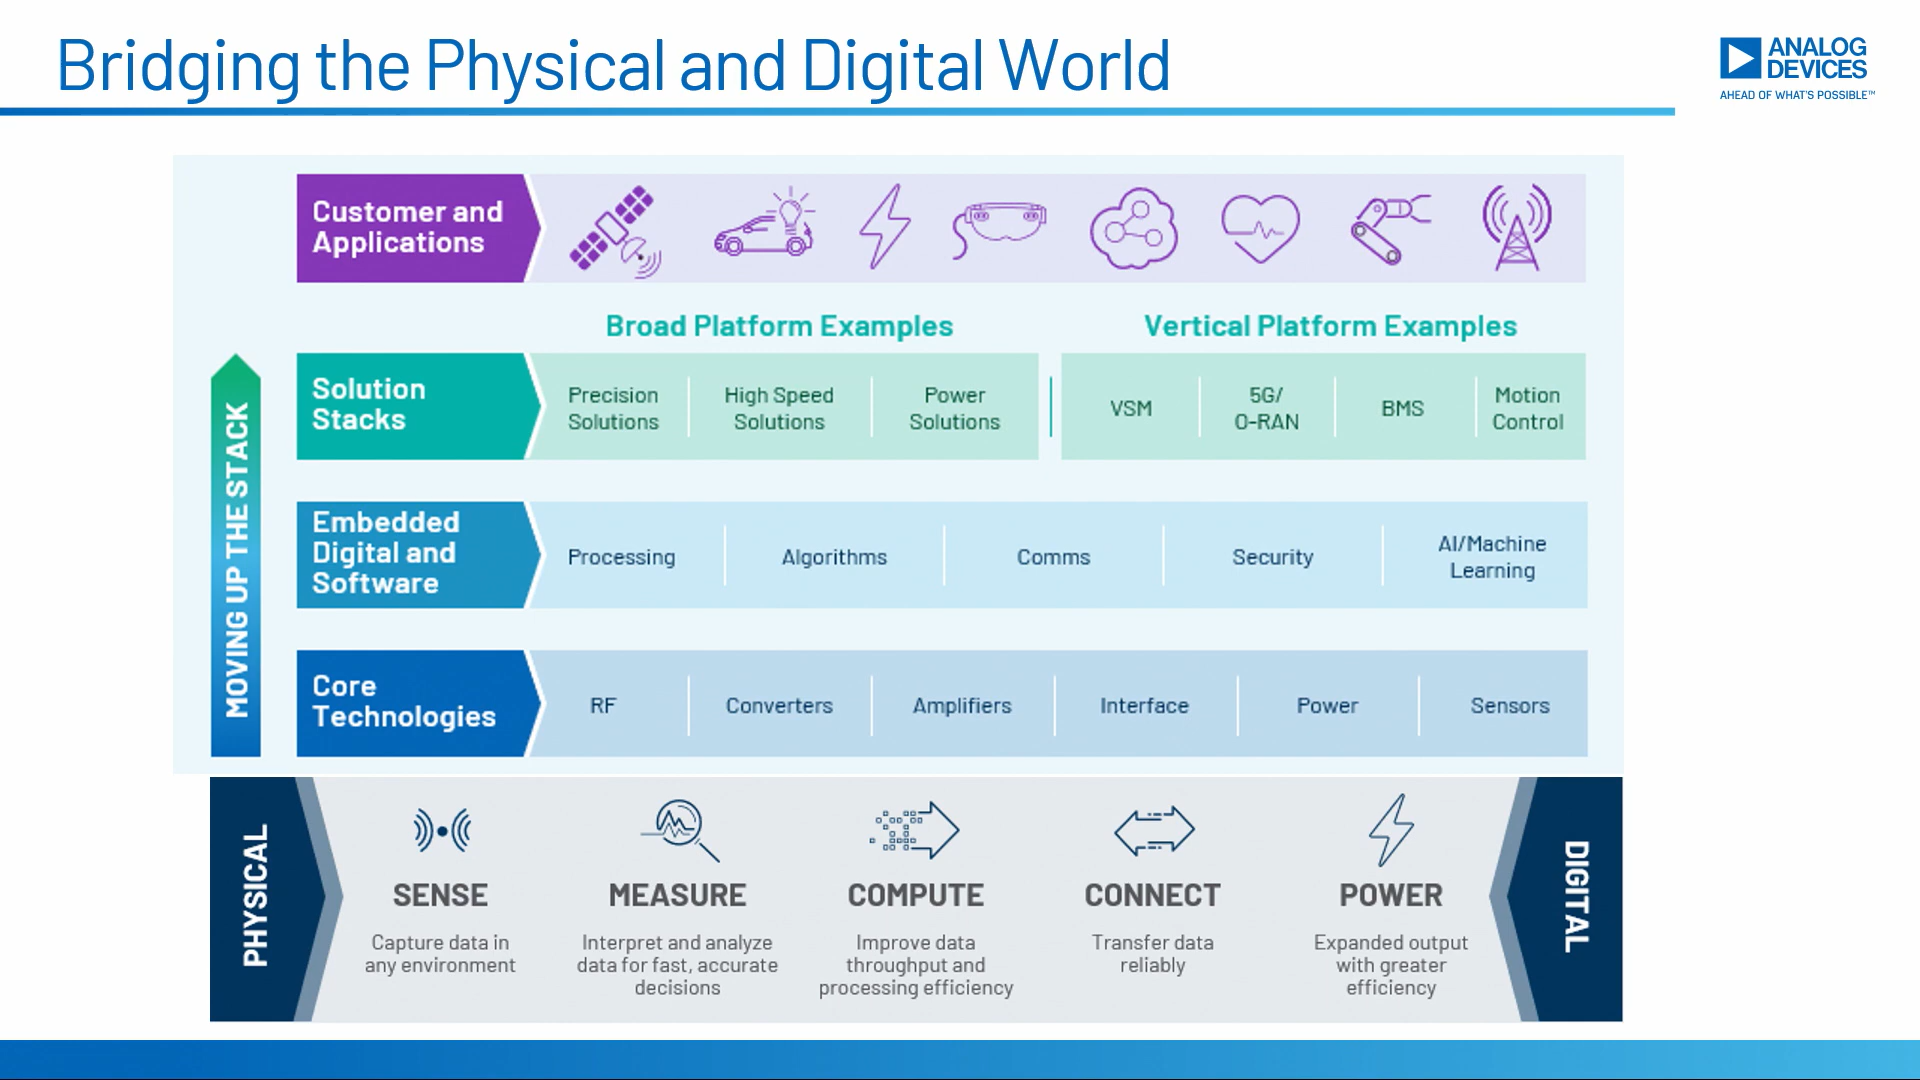 Bridging the Physical and Digital World
ANALOG
DEVICES
AHEAD OF WHAT'S POSSIBLE™
Customer and
Applications
Broad Platform Examples
Vertical Platform Examples
MOVING UP THE STACK
Solution
Stacks
Precision
Solutions
High Speed
Solutions
Power
Solutions
VSM
5G/
O-RAN
BMS
Motion
Control
Embedded
Digital and
Software
Processing
Algorithms
Comms
Security
AI/Machine
Learning
Core
Technologies
RF
Converters
Amplifiers
Interface
Power
Sensors
PHYSICAL
SENSE
Capture data in
any environment
MEASURE
Interpret and analyze
data for fast, accurate
decisions
COMPUTE
Improve data
throughput and
processing efficiency
CONNECT
Transfer data
reliably
POWER
Expanded output
with greater
efficiency
DIGITAL